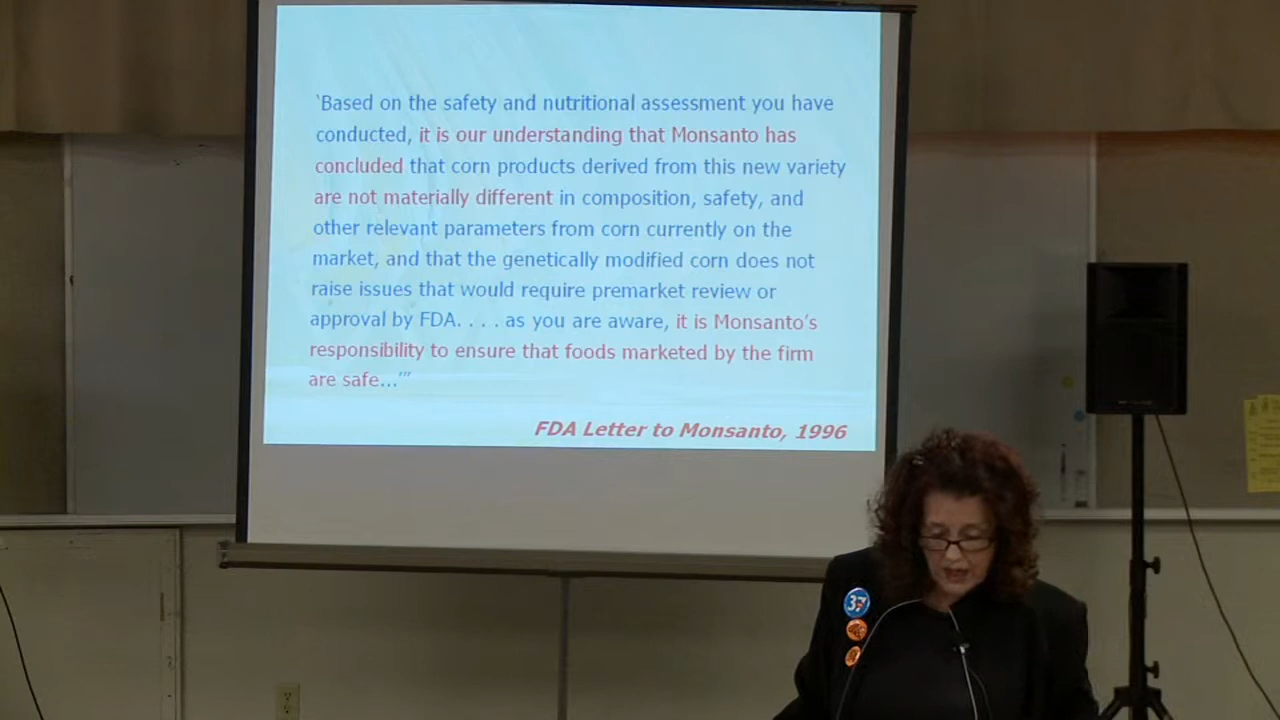 ‘Based on the safety and nutritional assessment you have
conducted, it is our understanding that Monsanto has
concluded that corn products derived from this new variety
are not materially different in composition, safety, and
other relevant parameters from corn currently on the
market, and that the genetically modified corn does not
raise issues that would require premarket review or
approval by FDA. . . . as you are aware, it is Monsanto’s
responsibility to ensure that foods marketed by the firm
are safe...’”
FDA Letter to Monsanto, 1996
37